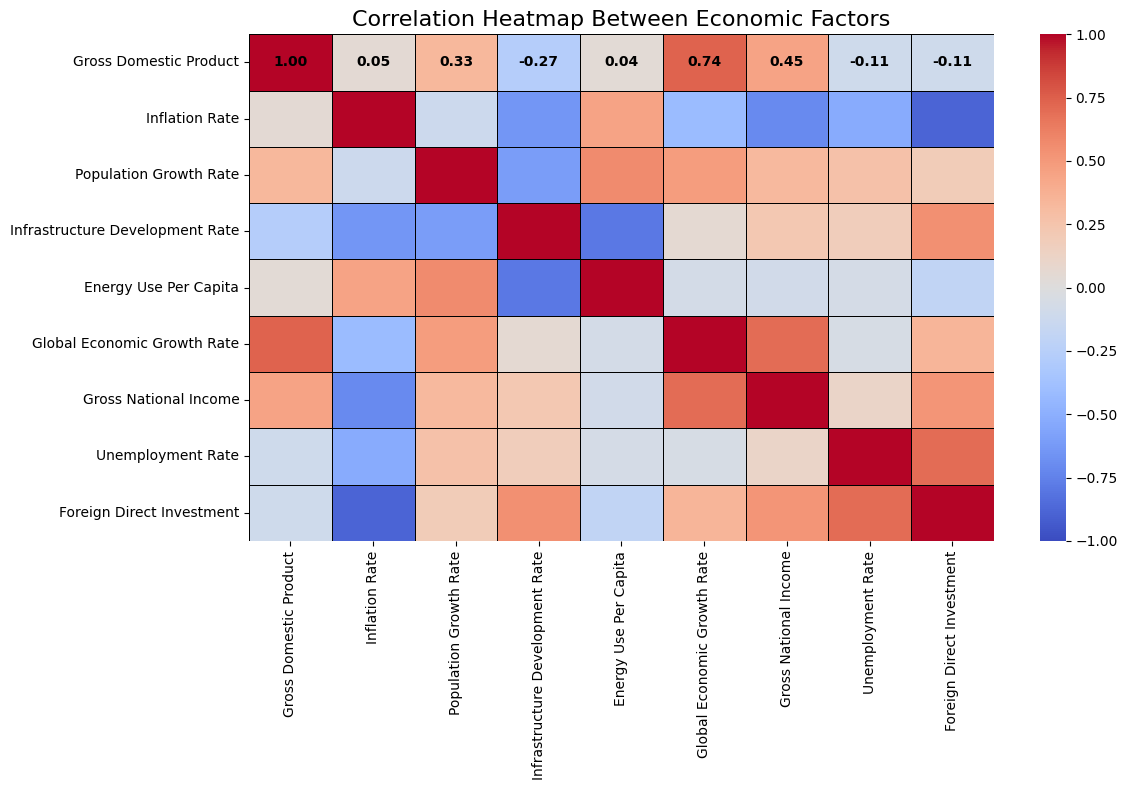 Correlation Heatmap Between Economic Factors
Gross Domestic Product
1.00 0.05 0.33 -0.27 0.04 0.74 0.45 -0.11 -0.11
Inflation Rate
Population Growth Rate
Infrastructure Development Rate
Energy Use Per Capita
Global Economic Growth Rate
Gross National Income
Unemployment Rate
Foreign Direct Investment
Gross Domestic Product
Inflation Rate
Population Growth Rate
Infrastructure Development Rate
Energy Use Per Capita
Global Economic Growth Rate
Gross National Income
Unemployment Rate
Foreign Direct Investment
1.00
0.75
0.50
0.25
0.00
−0.25
−0.50
−0.75
−1.00